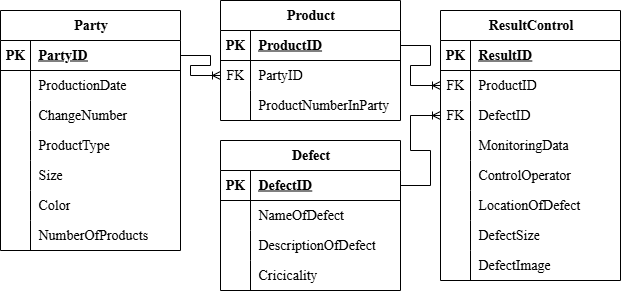 Party
PK PartyID
ProductionDate
ChangeNumber
ProductType
Size
Color
NumberOfProducts
Product
PK ProductID
FK PartyID
ProductNumberInParty
Defect
PK DefectID
NameOfDefect
DescriptionOfDefect
Cricicality
ResultControl
PK ResultID
FK ProductID
FK DefectID
MonitoringData
ControlOperator
LocationOfDefect
DefectSize
DefectImage